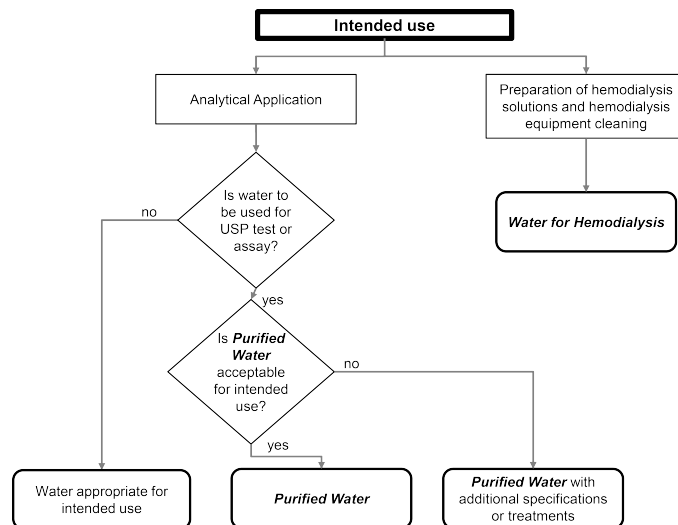 Intended use
Analytical Application
Preparation of hemodialysis
solutions and hemodialysis
equipment cleaning
Is water to
be used for
USP test or
assay?
no
Water for Hemodialysis
yes
Is Purified
Water
acceptable
for intended
use?
no
yes
Water appropriate for
intended use
Purified Water
Purified Water with
additional specifications
or treatments